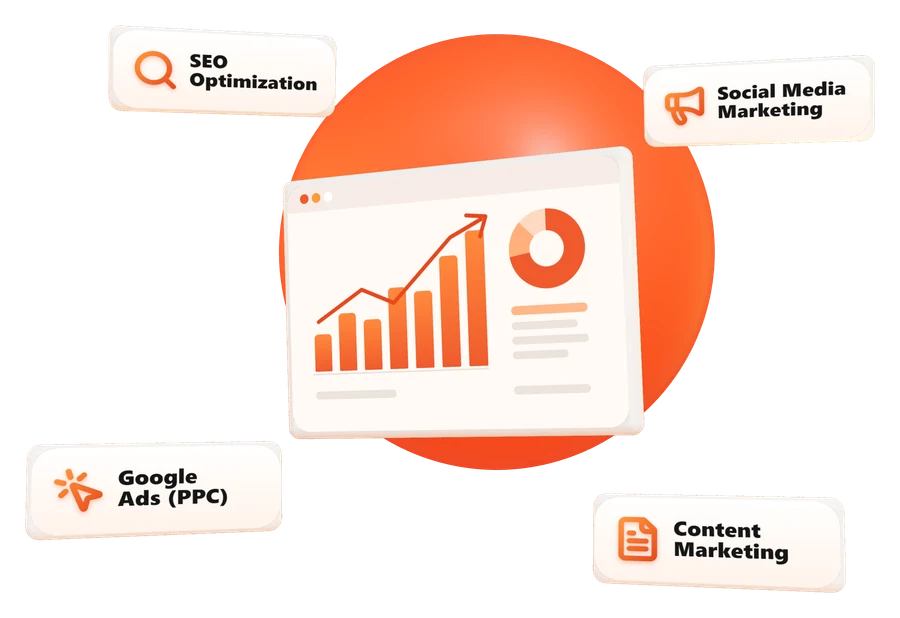 SEO
Optimization
Social Media
Marketing
Google
Ads (PPC)
Content
Marketing